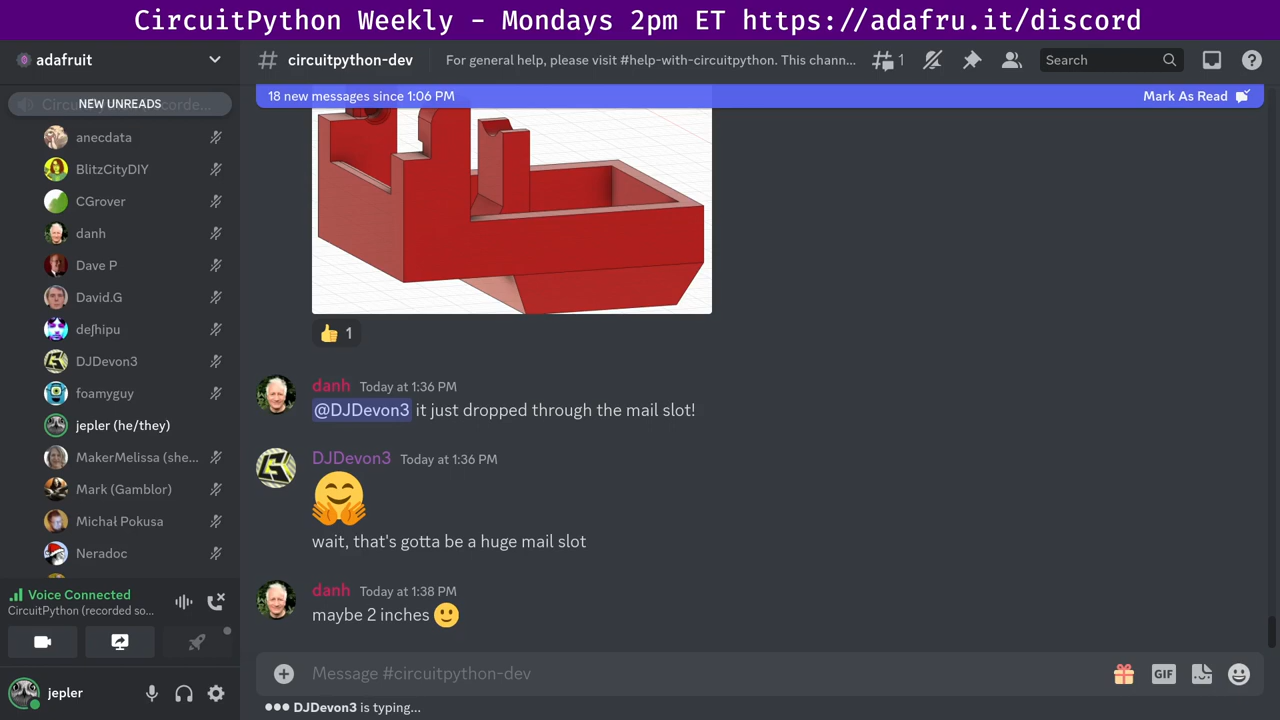 CircuitPython Weekly - Mondays 2pm ET https://adafru.it/discord
adafruit
NEW UNREADS
anecdata
BlitzCityDIY
CGrover
danh
Dave P
David.G
deʃhipu
DJDevon3
foamyguy
jepler (he/they)
MakerMelissa (she...
Mark (Gamblor)
Michał Pokusa
Neradoc
Voice Connected
CircuitPython (recorded so...
jepler
# circuitpython-dev
For general help, please visit #help-with-circuitpython. This chann...
1
Search
18 new messages since 1:06 PM
Mark As Read
1
danh Today at 1:36 PM
@DJDevon3 it just dropped through the mail slot!
DJDevon3 Today at 1:36 PM
wait, that's gotta be a huge mail slot
danh Today at 1:38 PM
maybe 2 inches
Message #circuitpython-dev
GIF
DJDevon3 is typing...